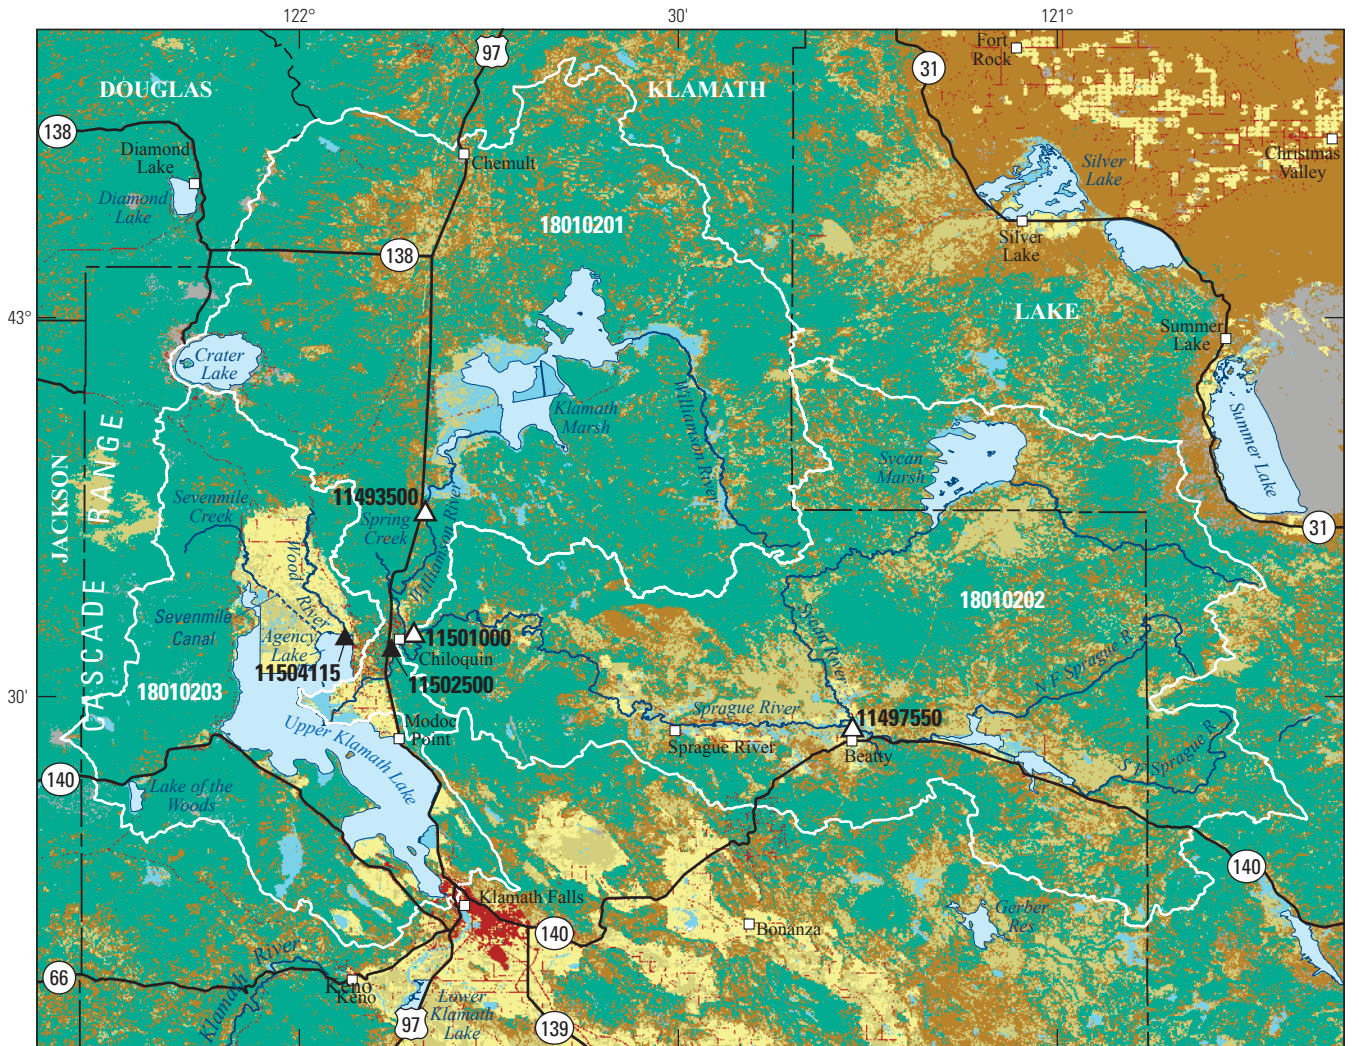 122°
30'
121°
97
31
Fort
Rock
DOUGLAS
KLAMATH
138
Diamond
Lake
Chemult
Silver
Lake
Christmas
Valley
Diamond
Lake
18010201
Silver
Lake
138
43°
LAKE
Summer
Lake
Crater
Lake
Klamath
Marsh
Williamson River
Summer Lake
Sycan
Marsh
JACKSON
CASCADE RANGE
Sevenmile
Creek
11493500
Spring
Creek
Williamson River
31
Wood River
Sevenmile
Canal
Agency
Lake
11504115
11501000
Chiloquin
11502500
18010202
Sycan River
N F Sprague R
30'
18010203
Upper Klamath Lake
Modoc
Point
Sprague River
Sprague River
11497550
Beatty
S F Sprague R
140
Lake of the
Woods
140
Klamath Falls
140
Bonanza
Gerber
Res
66
Klamath River
Keno
Keno
Lower
Klamath
Lake
97
139